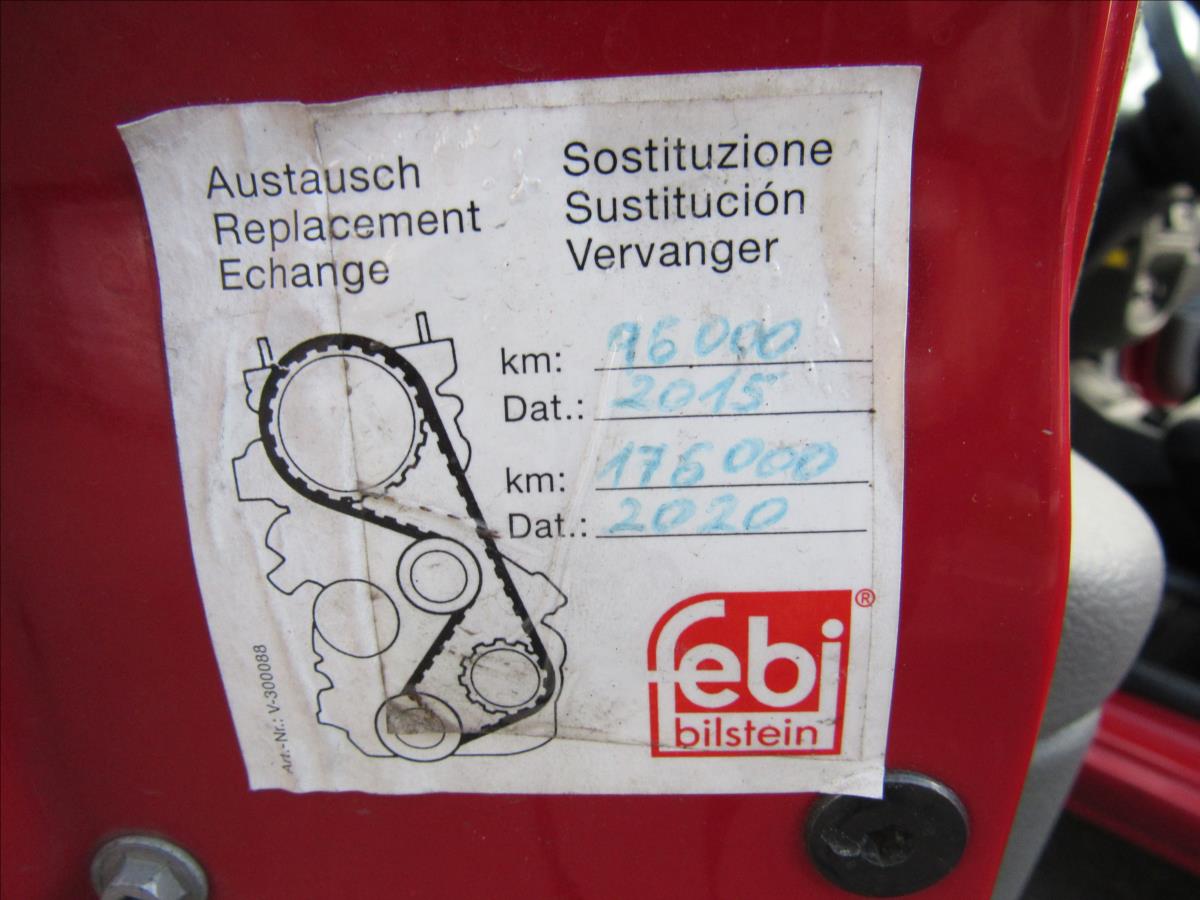 Austausch
Replacement
Echange
Sostituzione
Sustitución
Vervanger
km: 96000
Dat.: 2015
km: 176000
Dat.: 2020
febi®
bilstein
Art.-Nr.: V-300088